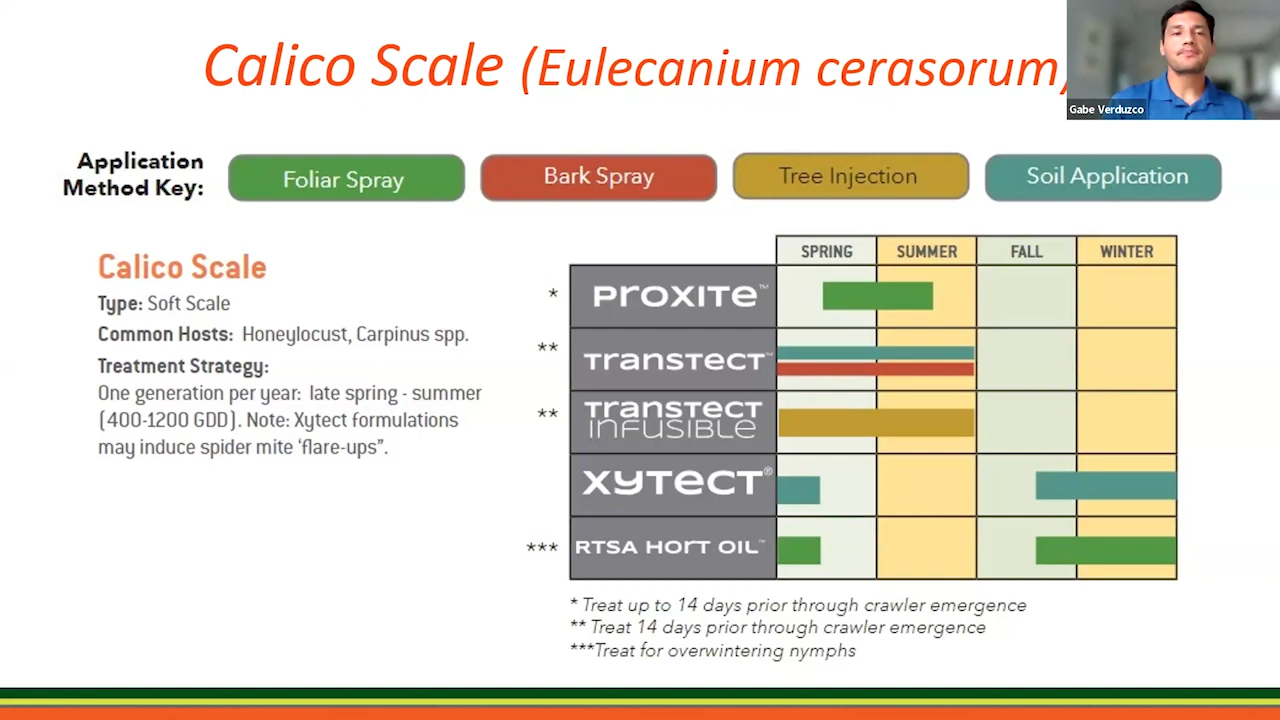 Calico Scale (Eulecanium cerasorum)
Gabe Verduzco
Application
Method Key:
Foliar Spray
Bark Spray
Tree Injection
Soil Application
Calico Scale
Type: Soft Scale
Common Hosts: Honeylocust, Carpinus spp.
Treatment Strategy:
One generation per year: late spring - summer
(400-1200 GDD). Note: Xytect formulations
may induce spider mite ‘flare-ups”.
SPRING SUMMER FALL WINTER
* PROXITE™
** TRANSTECT™
** TRANSTECT
INFUSIBLE
XYTECT®
*** RTSA HORT OIL™
* Treat up to 14 days prior through crawler emergence
** Treat 14 days prior through crawler emergence
***Treat for overwintering nymphs